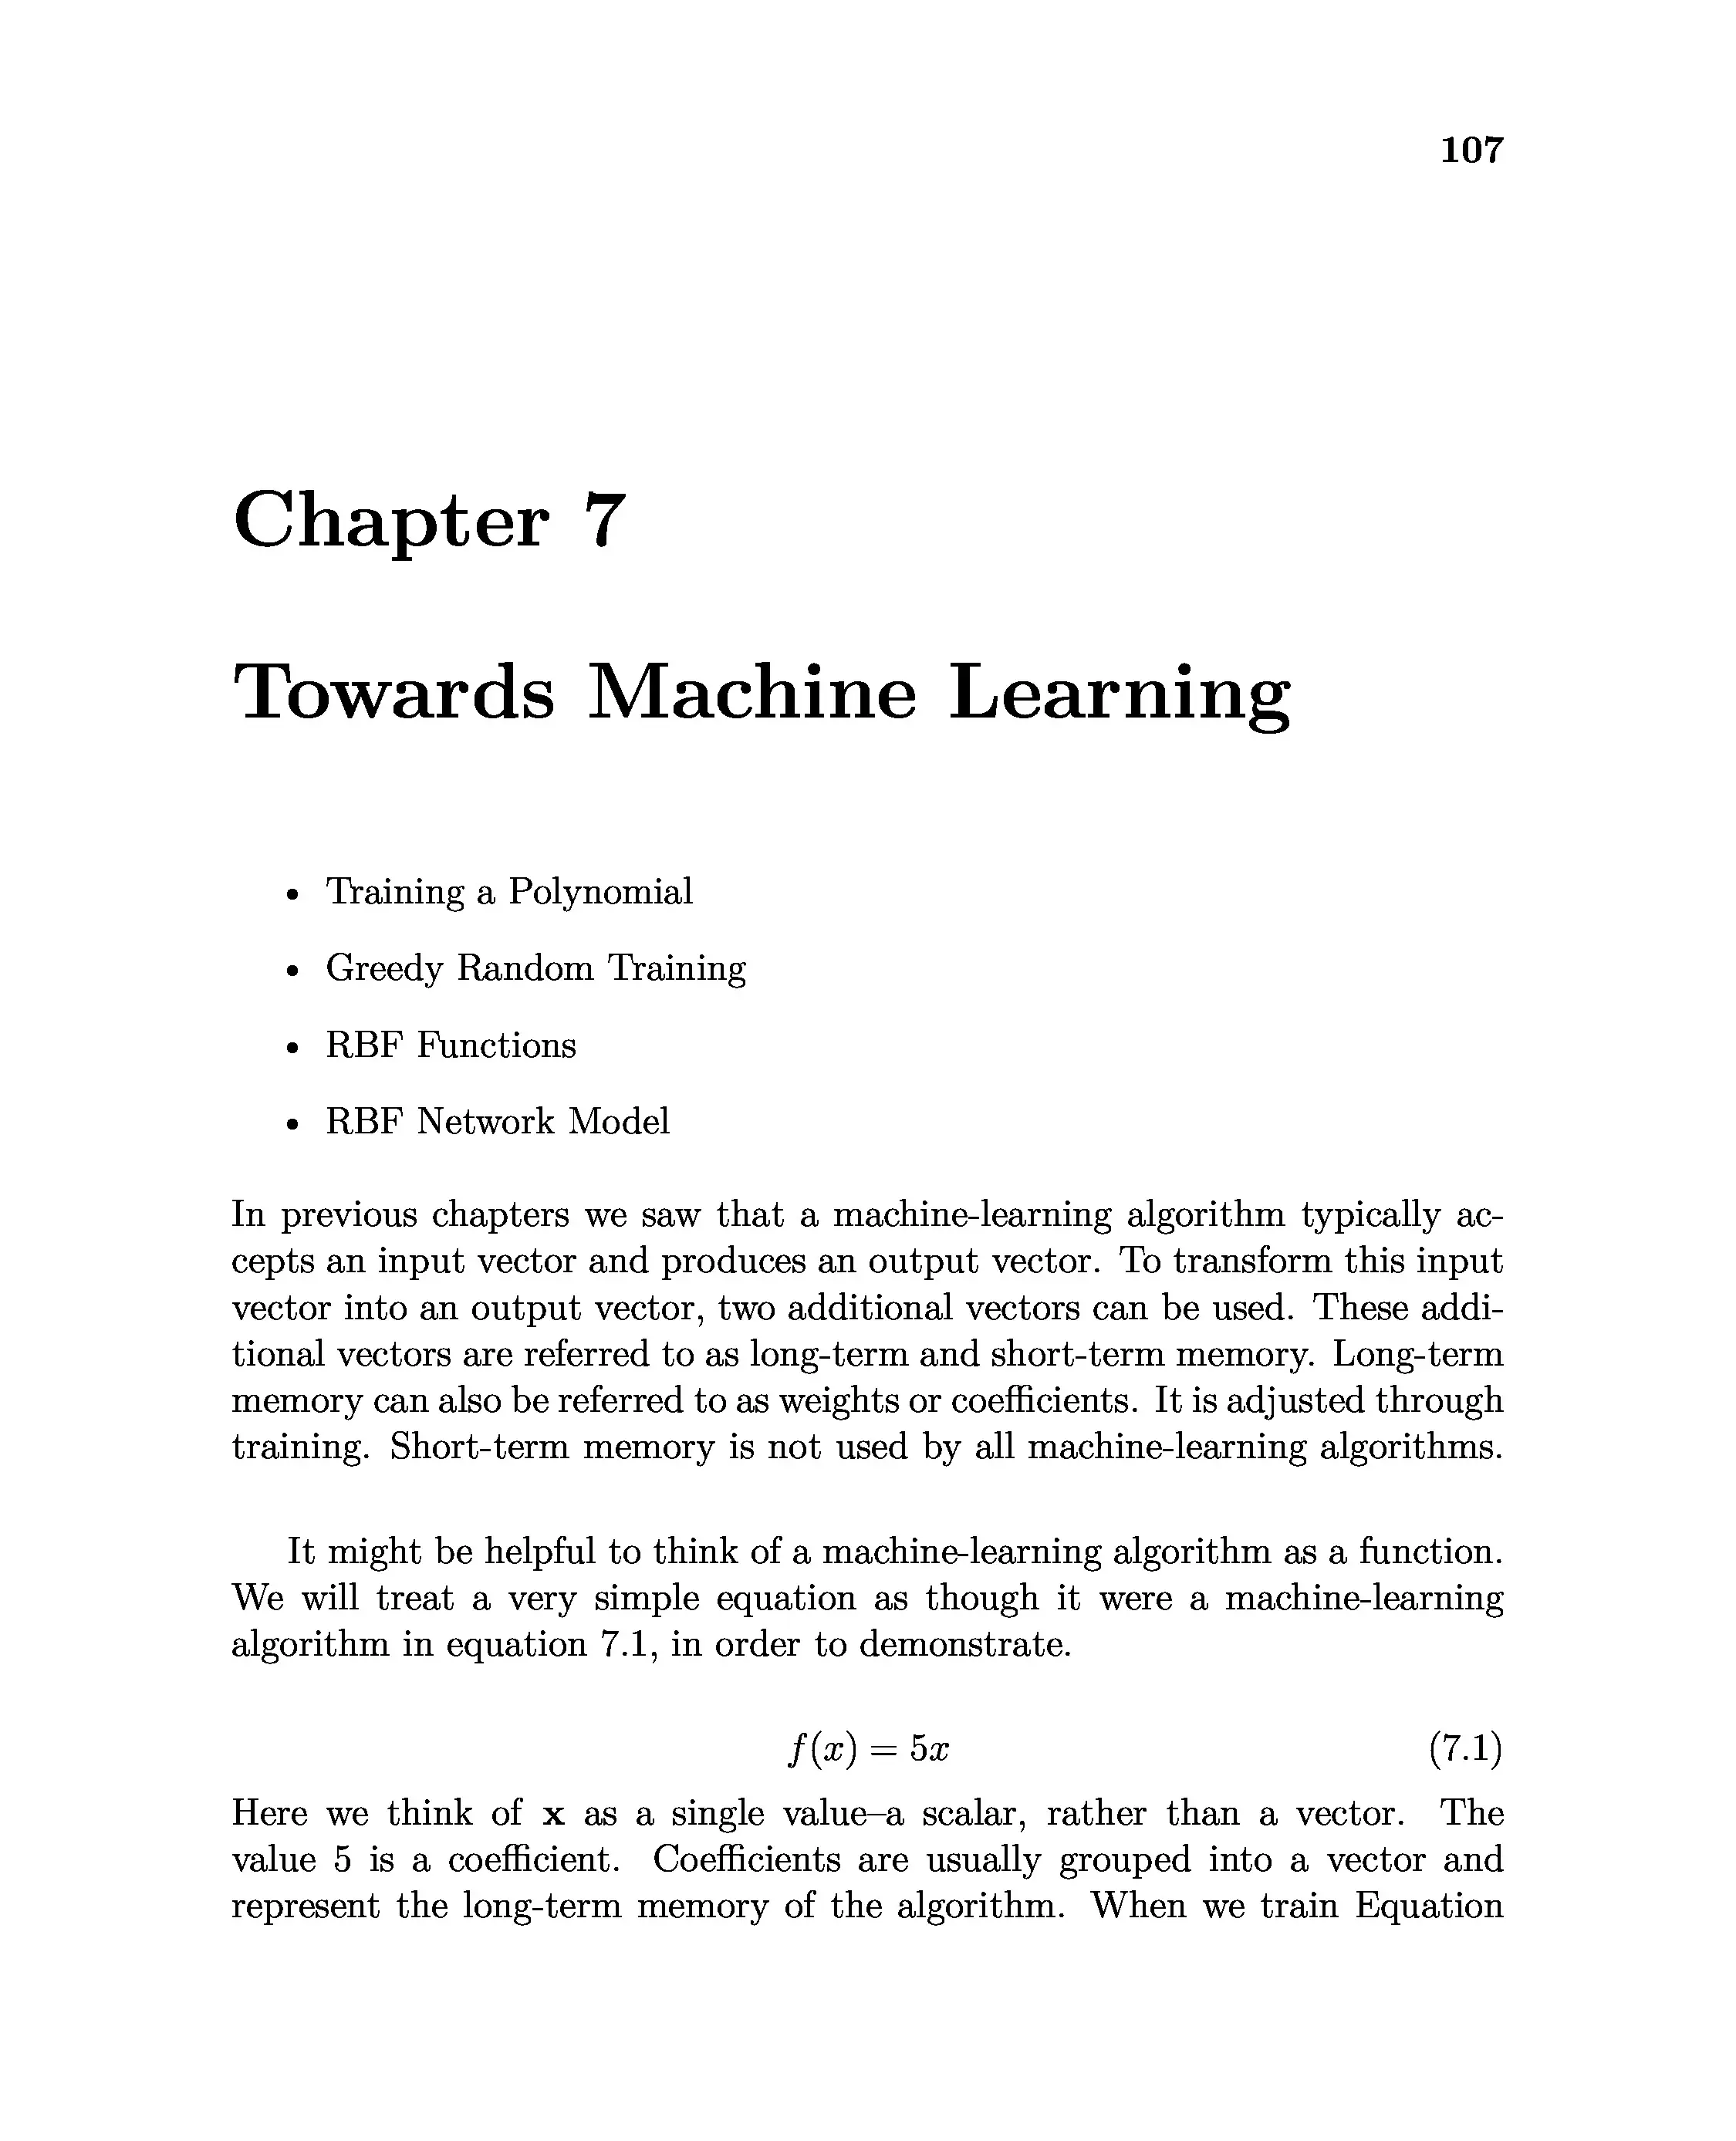 107
Chapter 7
Towards Machine Learning
• Training a Polynomial
• Greedy Random Training
• RBF Functions
• RBF Network Model
In previous chapters we saw that a machine-learning algorithm typically ac-
cepts an input vector and produces an output vector. To transform this input
vector into an output vector, two additional vectors can be used. These addi-
tional vectors are referred to as long-term and short-term memory. Long-term
memory can also be referred to as weights or coefficients. It is adjusted through
training. Short-term memory is not used by all machine-learning algorithms.
It might be helpful to think of a machine-learning algorithm as a function.
We will treat a very simple equation as though it were a machine-learning
algorithm in equation 7.1, in order to demonstrate.
f(x) = 5x (7.1)
Here we think of x as a single value–a scalar, rather than a vector. The
value 5 is a coefficient. Coefficients are usually grouped into a vector and
represent the long-term memory of the algorithm. When we train Equation